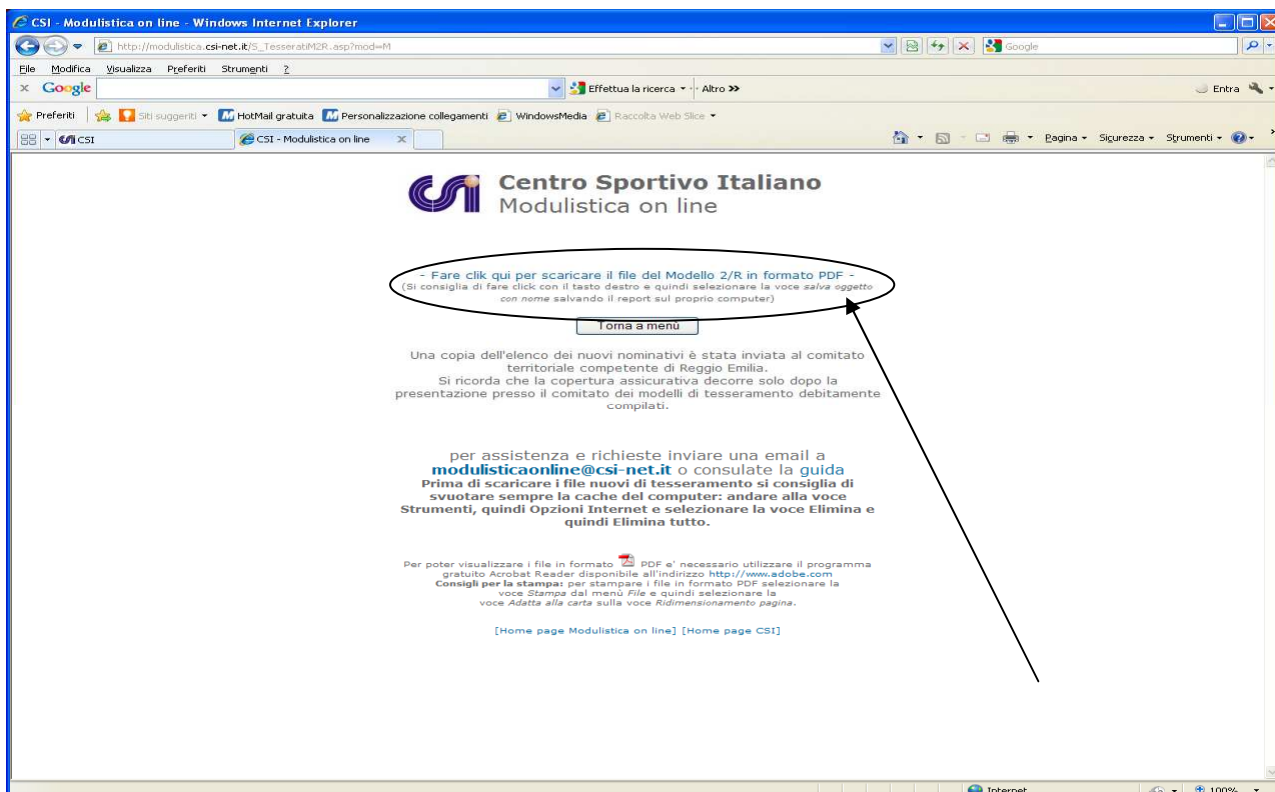 CSI - Modulistica on line - Windows Internet Explorer
http://modulistica.csi-net.it/S_TesseratiM2R.asp?mod=M
Google
File Modifica Visualizza Preferiti Strumenti ?
x Google Effettua la ricerca Altro >> Entra
Preferiti Siti suggeriti HotMail gratuita Personalizzazione collegamenti WindowsMedia Raccolta Web Slice
CSI CSI - Modulistica on line x Pagina Sicurezza Strumenti
csi Centro Sportivo Italiano
Modulistica on line
- Fare clik qui per scaricare il file del Modello 2/R in formato PDF -
(Si consiglia di fare click con il tasto destro e quindi selezionare la voce salva oggetto
con nome salvando il report sul proprio computer)
Torna a menù
Una copia dell'elenco dei nuovi nominativi è stata inviata al comitato
territoriale competente di Reggio Emilia.
Si ricorda che la copertura assicurativa decorre solo dopo la
presentazione presso il comitato dei modelli di tesseramento debitamente
compilati.
per assistenza e richieste inviare una email a
modulisticaonline@csi-net.it o consulate la guida
Prima di scaricare i file nuovi di tesseramento si consiglia di
svuotare sempre la cache del computer: andare alla voce
Strumenti, quindi Opzioni Internet e selezionare la voce Elimina e
quindi Elimina tutto.
Per poter visualizzare i file in formato PDF e' necessario utilizzare il programma
gratuito Acrobat Reader disponibile all'indirizzo http://www.adobe.com
Consigli per la stampa: per stampare i file in formato PDF selezionare la
voce Stampa dal menù File e quindi selezionare la
voce Adatta alla carta sulla voce Ridimensionamento pagina.
[Home page Modulistica on line] [Home page CSI]
Internet 100%